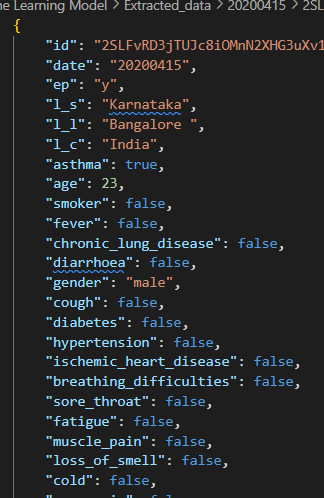 ne Learning Model > Extracted_data > 20200415 > 2SL
{
"id": "2SLFvRD3jTUJc8iOMnN2XHG3uXv1
"date": "20200415",
"ep": "y",
"l_s": "Karnataka",
"l_l": "Bangalore ",
"l_c": "India",
"asthma": true,
"age": 23,
"smoker": false,
"fever": false,
"chronic_lung_disease": false,
"diarrhoea": false,
"gender": "male",
"cough": false,
"diabetes": false,
"hypertension": false,
"ischemic_heart_disease": false,
"breathing_difficulties": false,
"sore_throat": false,
"fatigue": false,
"muscle_pain": false,
"loss_of_smell": false,
"cold": false,